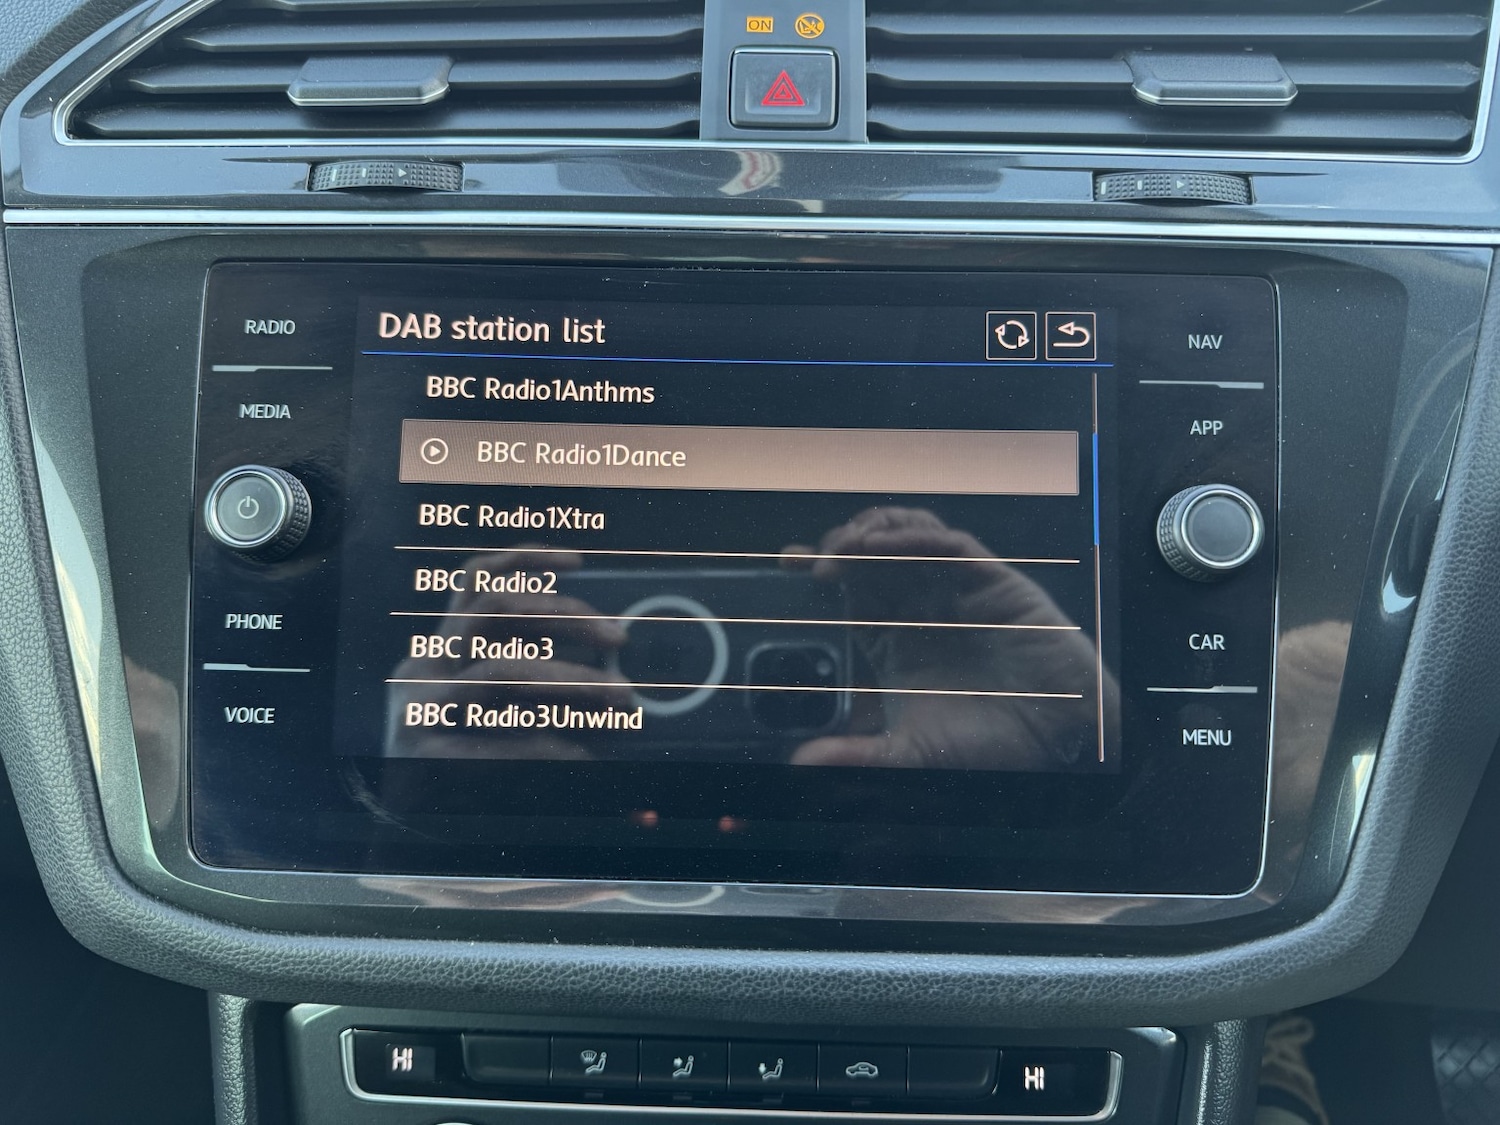 ON
RADIO
MEDIA
PHONE
VOICE
DAB station list
BBC Radio1Anthms
BBC Radio1Dance
BBC Radio1Xtra
BBC Radio2
BBC Radio3
BBC Radio3Unwind
NAV
APP
CAR
MENU
HI
HI